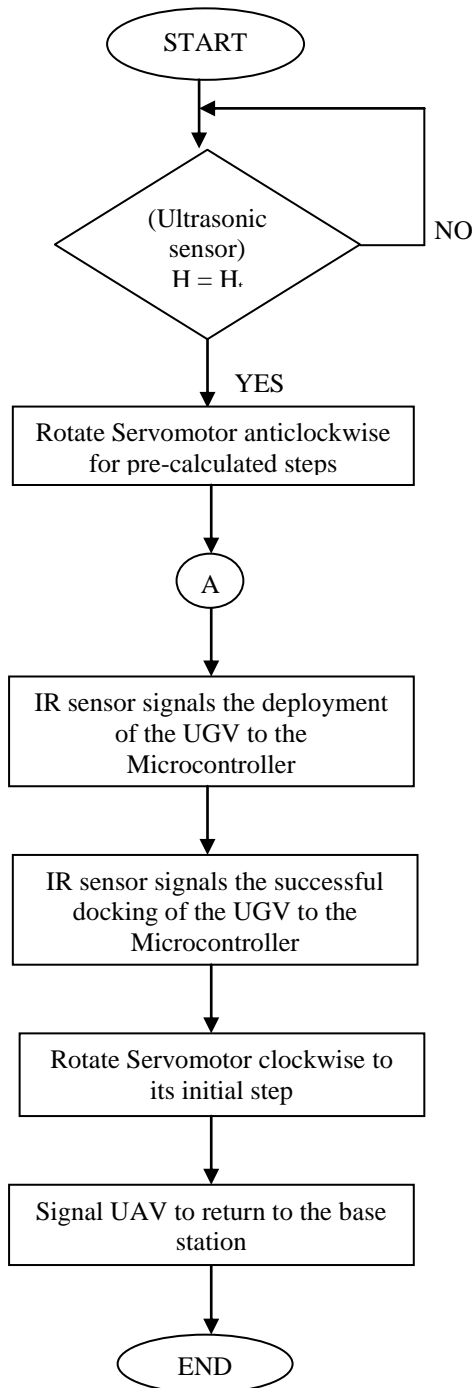 START
(Ultrasonic
sensor)
H = Hₜ
NO
YES
Rotate Servomotor anticlockwise
for pre-calculated steps
A
IR sensor signals the deployment
of the UGV to the
Microcontroller
IR sensor signals the successful
docking of the UGV to the
Microcontroller
Rotate Servomotor clockwise to
its initial step
Signal UAV to return to the base
station
END